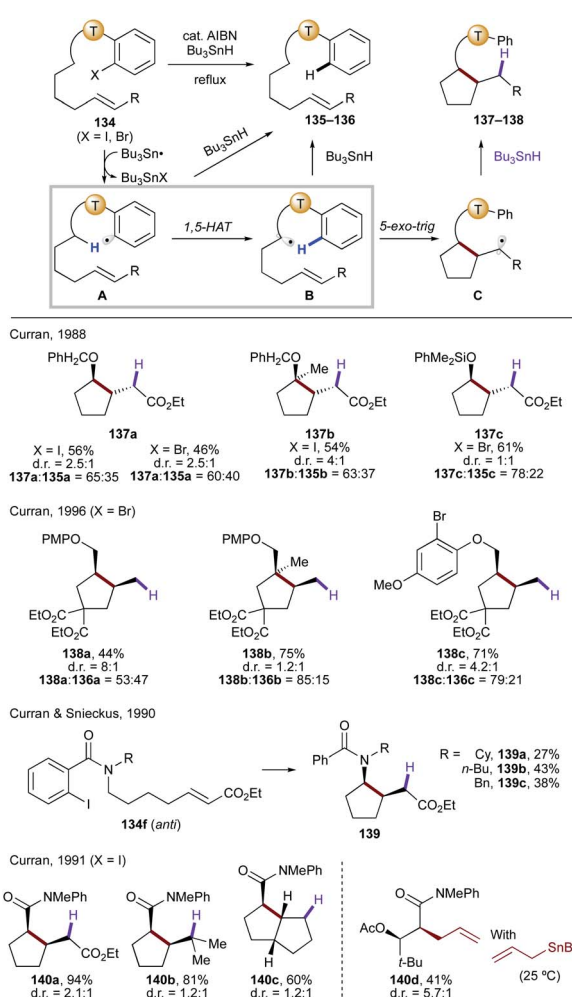 T
X
R
134
(X = I, Br)
cat. AIBN
Bu3SnH
reflux
T
H
R
135–136
T
Ph
H
R
137–138
Bu3Sn•
Bu3SnX
Bu3SnH
Bu3SnH
Bu3SnH
T
H
R
A
1,5-HAT
T
H
R
B
5-exo-trig
T
Ph
R
C
Curran, 1988
PhH2CO
H
CO2Et
137a
X = I, 56%
d.r. = 2.5:1
137a:135a = 65:35
X = Br, 46%
d.r. = 2.5:1
137a:135a = 60:40
PhH2CO
Me
H
CO2Et
137b
X = I, 54%
d.r. = 4:1
137b:135b = 63:37
PhMe2SiO
H
CO2Et
137c
X = Br, 61%
d.r. = 1:1
137c:135c = 78:22
Curran, 1996 (X = Br)
PMPO
H
EtO2C
EtO2C
138a, 44%
d.r. = 8:1
138a:136a = 53:47
PMPO
Me
H
EtO2C
EtO2C
138b, 75%
d.r. = 1.2:1
138b:136b = 85:15
Br
O
MeO
H
EtO2C
EtO2C
138c, 71%
d.r. = 4.2:1
138c:136c = 79:21
Curran & Snieckus, 1990
O
N
R
I
CO2Et
134f (anti)
O
Ph
N
R
H
CO2Et
139
R = Cy, 139a, 27%
n-Bu, 139b, 43%
Bn, 139c, 38%
Curran, 1991 (X = I)
O
NMePh
H
CO2Et
140a, 94%
d.r. = 2.1:1
O
NMePh
H
Me
Me
140b, 81%
d.r. = 1.2:1
O
NMePh
H
H
H
140c, 60%
d.r. = 1.2:1
O
NMePh
AcO
t-Bu
140d, 41%
d.r. = 5.7:1
With
SnB
(25 ºC)